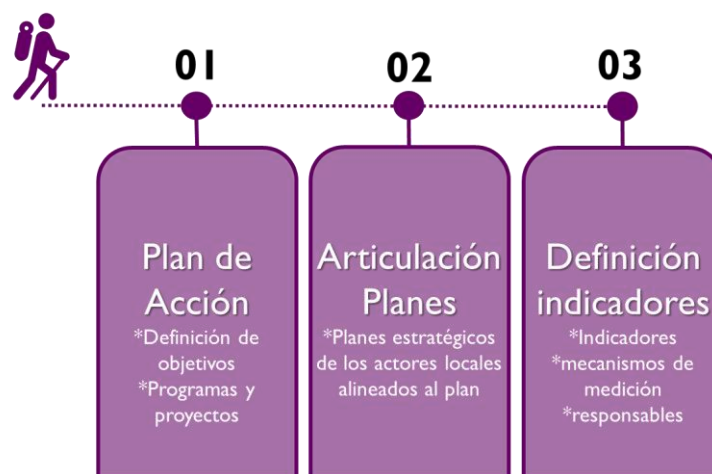 01
Plan de
Acción
*Definición de
objetivos
*Programas y
proyectos
02
Articulación
Planes
*Planes estratégicos
de los actores locales
alineados al plan
03
Definición
indicadores
*Indicadores
*mecanismos de
medición
*responsables